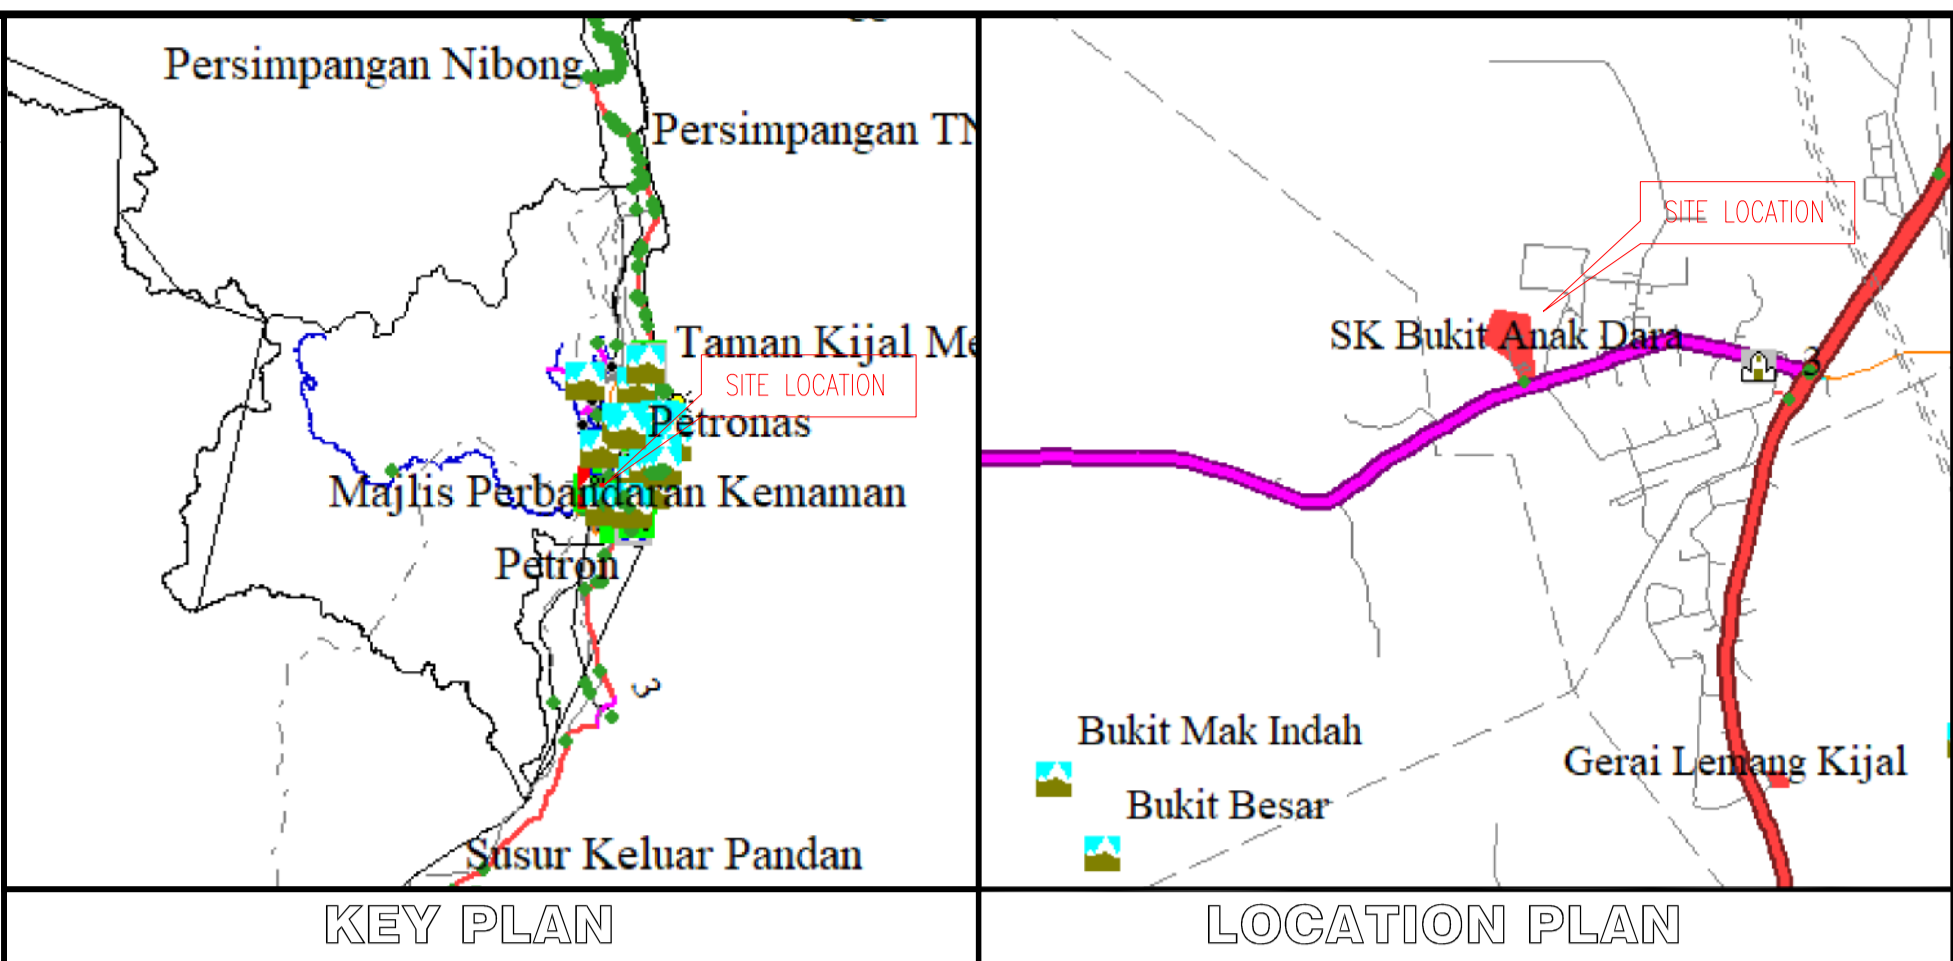 Persimpangan Nibong
Persimpangan TN
Taman Kijal Me
SITE LOCATION
Petronas
Majlis Perbandaran Kemaman
Petron
3
Susur Keluar Pandan
KEY PLAN
SITE LOCATION
SK Bukit Anak Dara
3
Bukit Mak Indah
Gerai Lemang Kijal
Bukit Besar
LOCATION PLAN